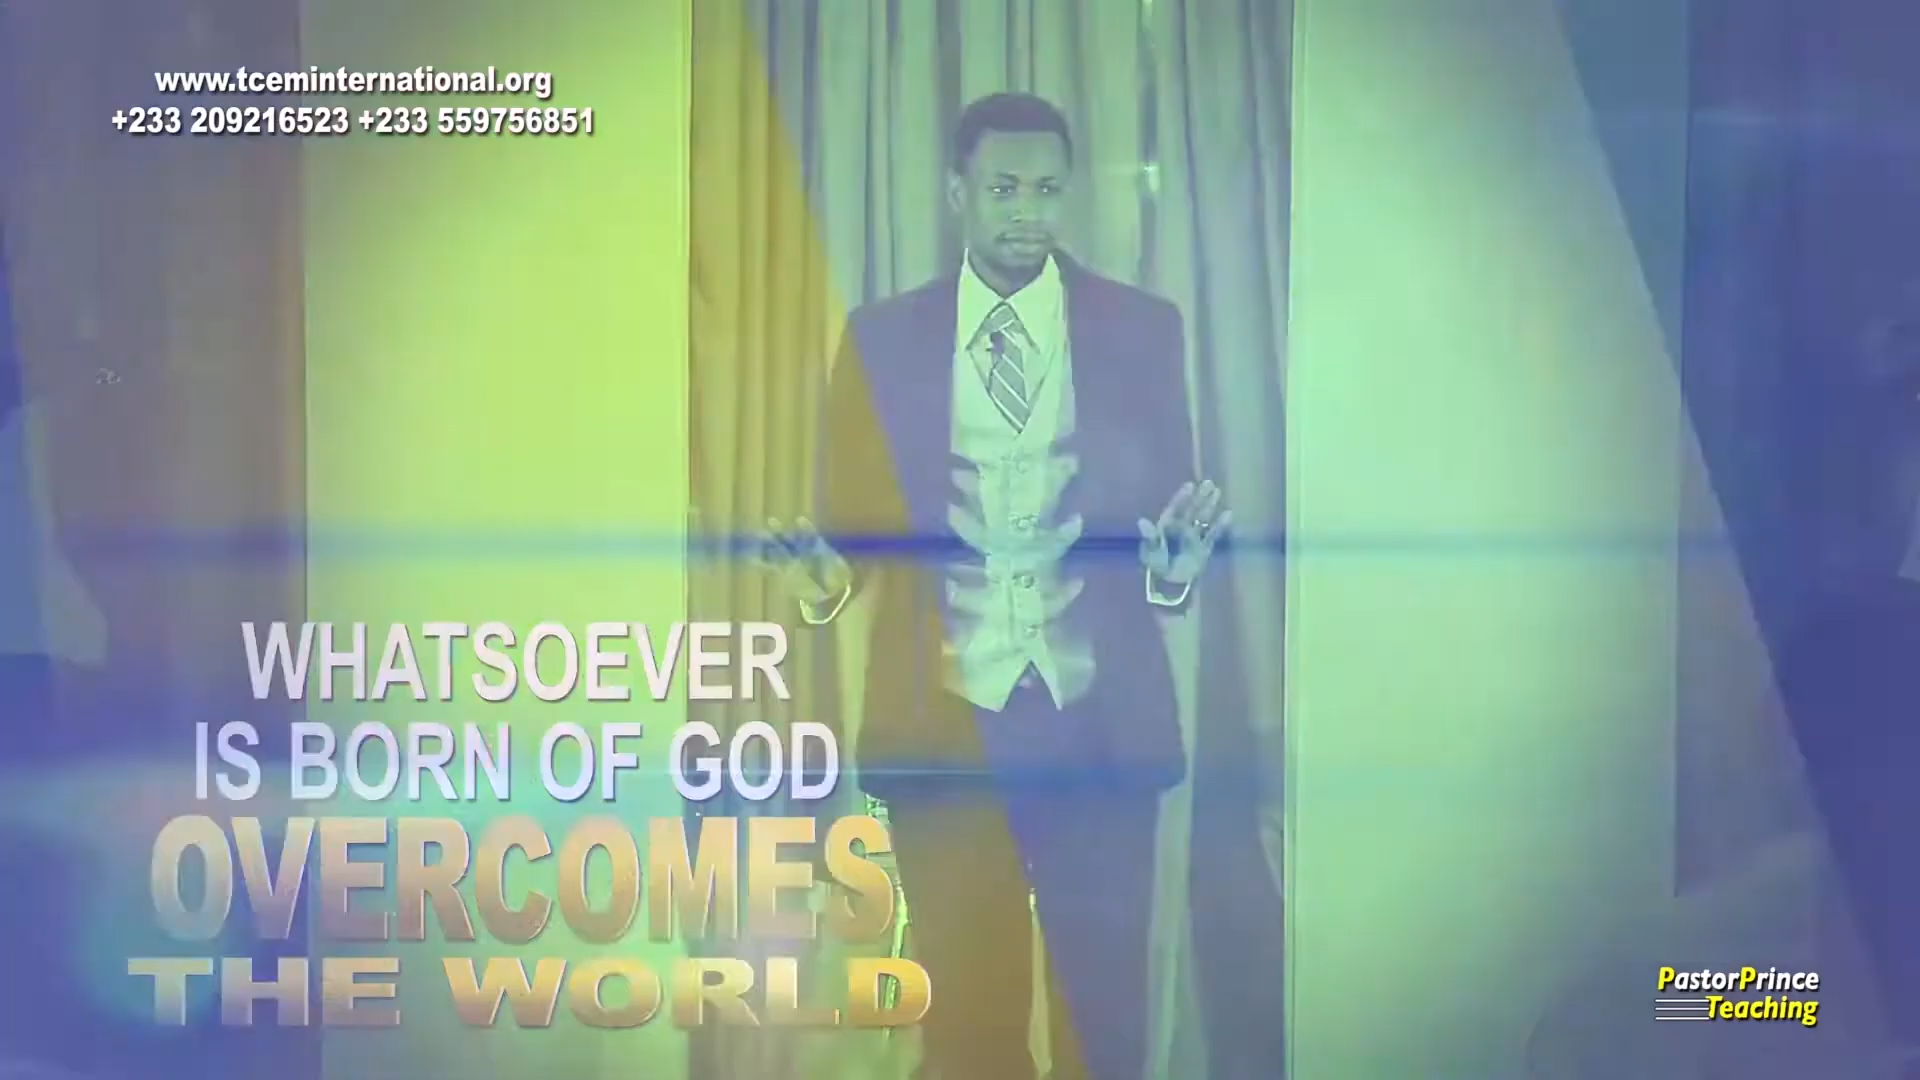 www.tceminternational.org
+233 209216523 +233 559756851
WHATSOEVER
IS BORN OF GOD
OVERCOMES
THE WORLD
PastorPrince
Teaching